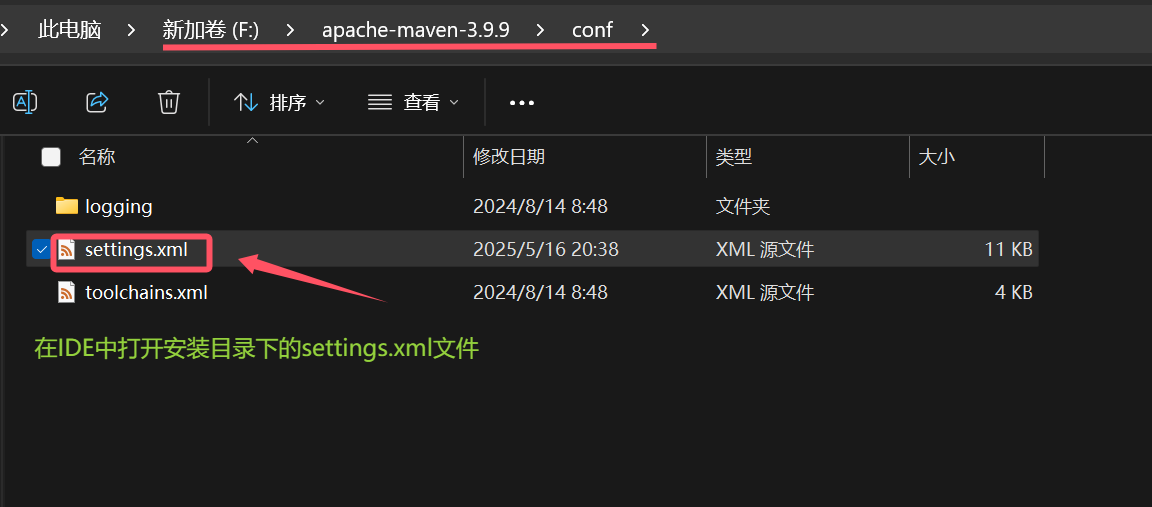 此电脑 新加卷 (F:) apache-maven-3.9.9 conf
排序 查看
名称 修改日期 类型 大小
logging 2024/8/14 8:48 文件夹
settings.xml 2025/5/16 20:38 XML 源文件 11 KB
toolchains.xml 2024/8/14 8:48 XML 源文件 4 KB
在IDE中打开安装目录下的settings.xml文件